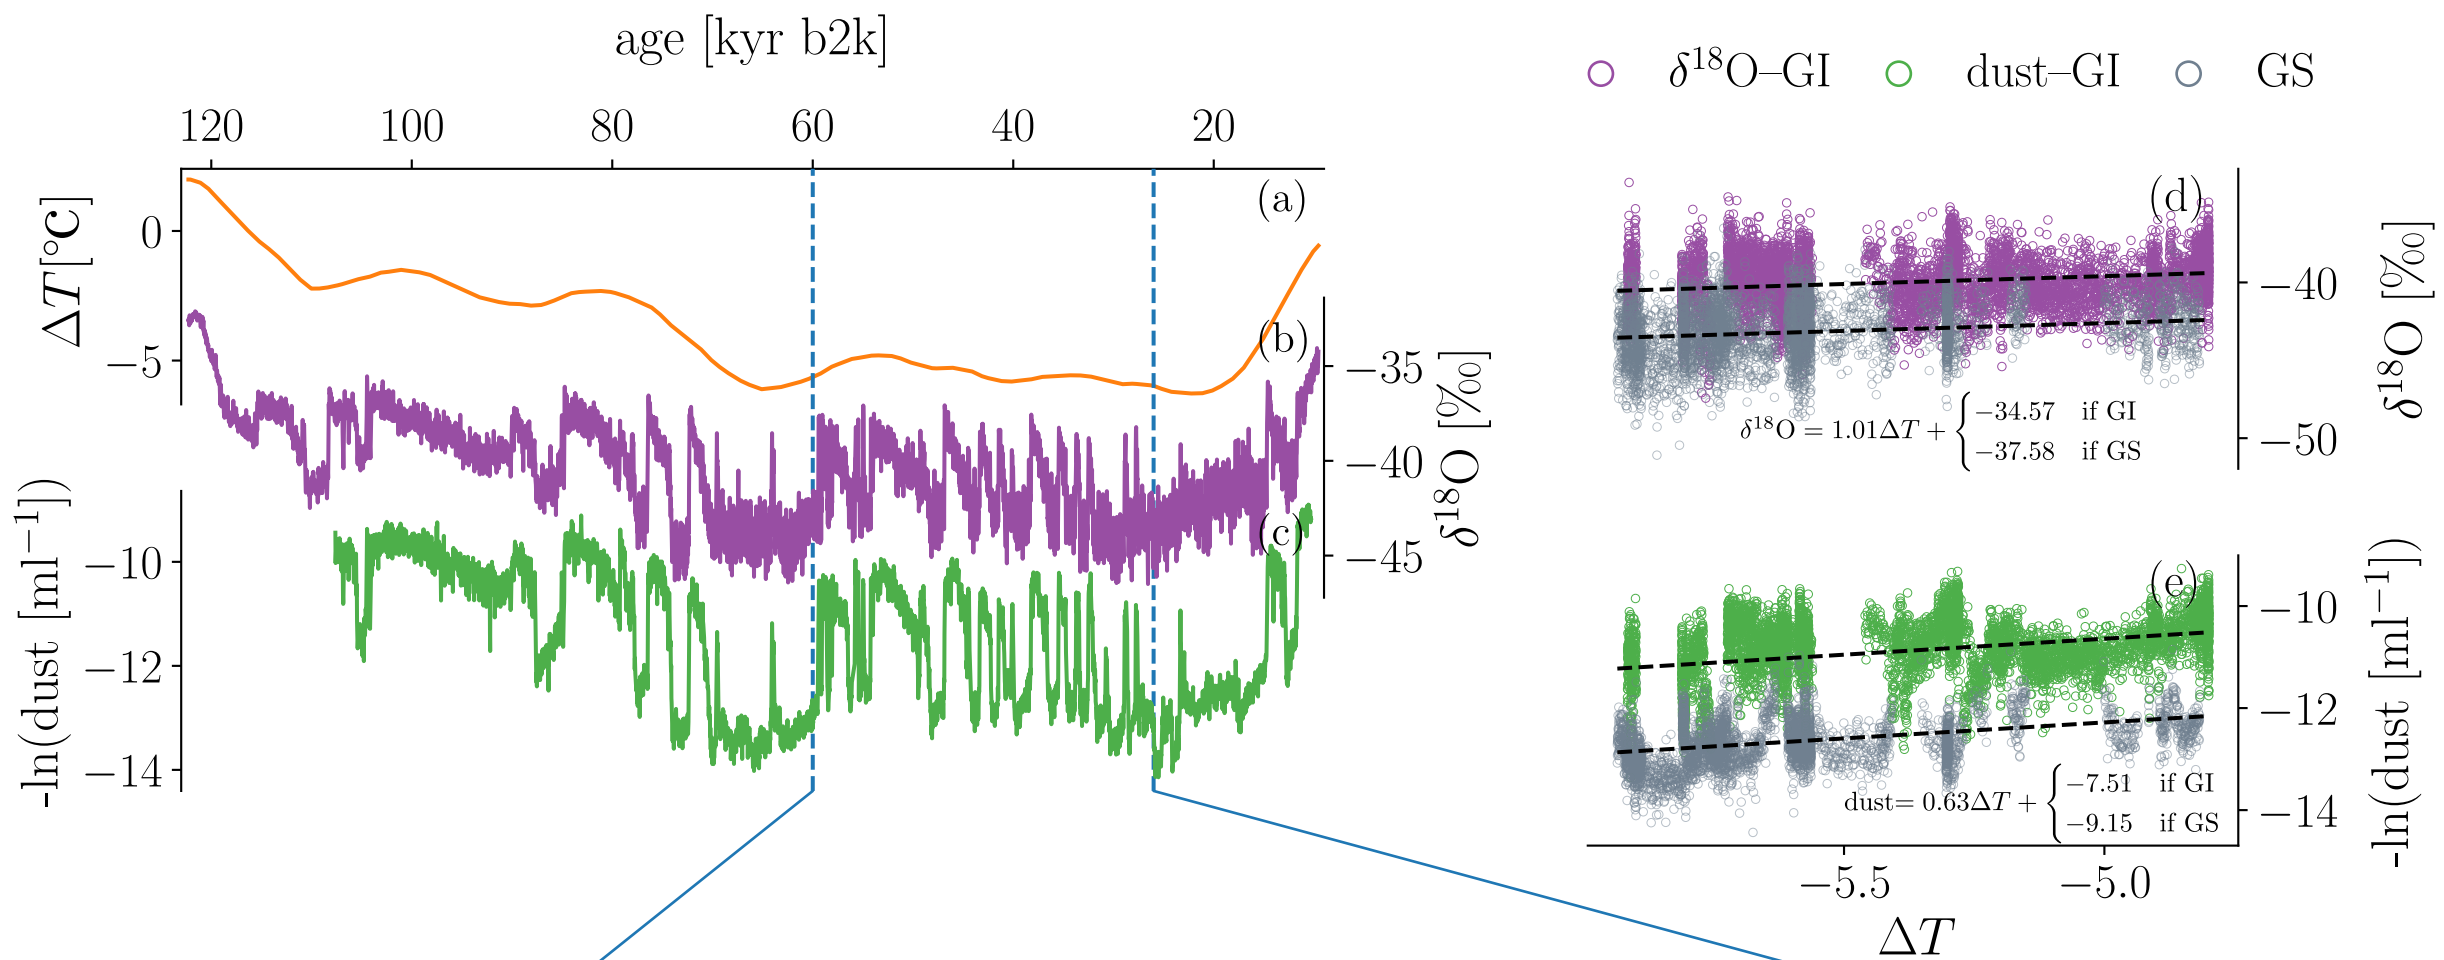 age [kyr b2k]
120 100 80 60 40 20
ΔT[°C]
0
−5
(a)
(b)
−35
−40
−45
δ¹⁸O [‰]
(c)
-ln(dust [ml⁻¹])
−10
−12
−14
δ¹⁸O–GI dust–GI GS
(d)
−40
−50
δ¹⁸O [‰]
δ¹⁸O = 1.01ΔT + { −34.57 if GI
−37.58 if GS
(e)
−10
−12
−14
-ln(dust [ml⁻¹])
dust= 0.63ΔT + { −7.51 if GI
−9.15 if GS
−5.5 −5.0
ΔT